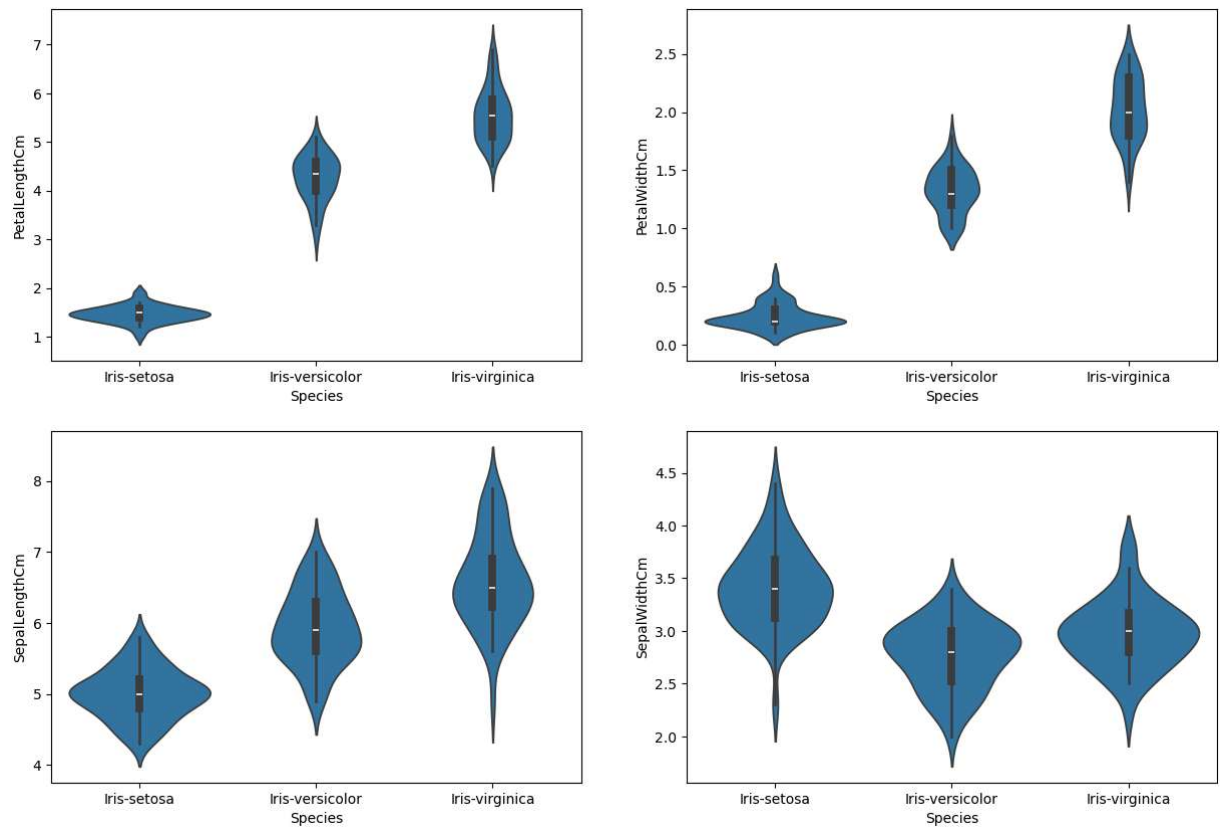 PetalLengthCm
7
6
5
4
3
2
1
Iris-setosa Iris-versicolor Iris-virginica
Species
PetalWidthCm
2.5
2.0
1.5
1.0
0.5
0.0
Iris-setosa Iris-versicolor Iris-virginica
Species
SepalLengthCm
8
7
6
5
4
Iris-setosa Iris-versicolor Iris-virginica
Species
SepalWidthCm
4.5
4.0
3.5
3.0
2.5
2.0
Iris-setosa Iris-versicolor Iris-virginica
Species